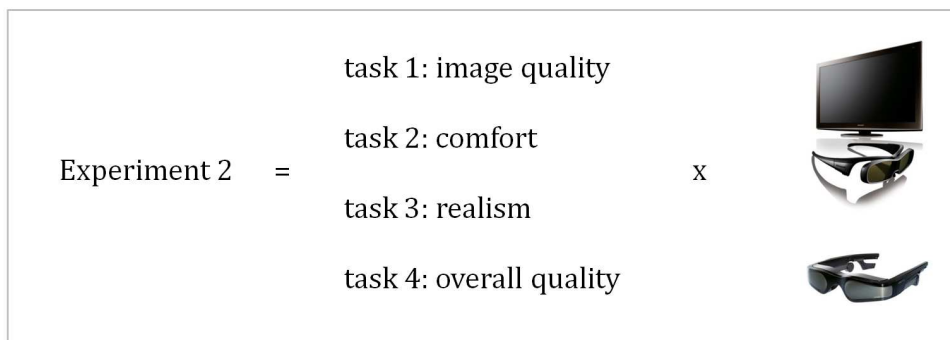 task 1: image quality
task 2: comfort
Experiment 2 = x
task 3: realism
task 4: overall quality